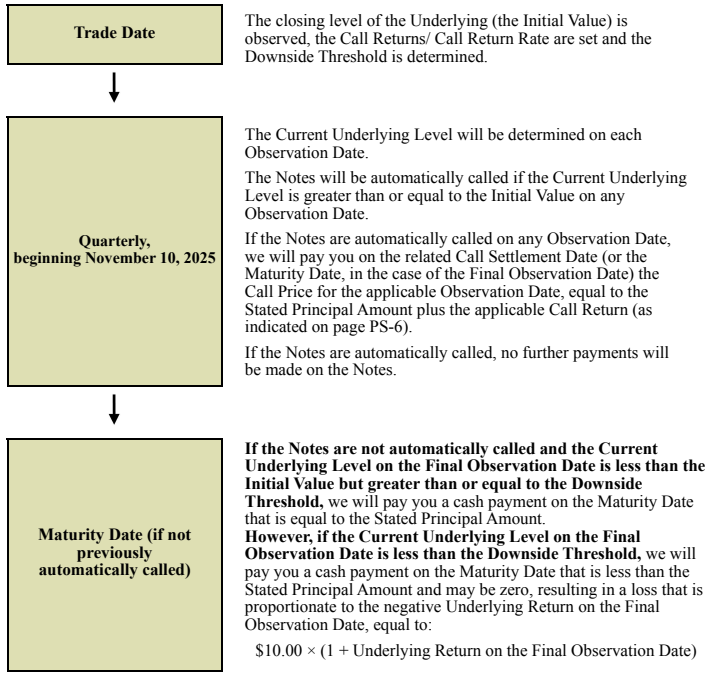 Trade Date
The closing level of the Underlying (the Initial Value) is
observed, the Call Returns/ Call Return Rate are set and the
Downside Threshold is determined.
Quarterly,
beginning November 10, 2025
The Current Underlying Level will be determined on each
Observation Date.
The Notes will be automatically called if the Current Underlying
Level is greater than or equal to the Initial Value on any
Observation Date.
If the Notes are automatically called on any Observation Date,
we will pay you on the related Call Settlement Date (or the
Maturity Date, in the case of the Final Observation Date) the
Call Price for the applicable Observation Date, equal to the
Stated Principal Amount plus the applicable Call Return (as
indicated on page PS-6).
If the Notes are automatically called, no further payments will
be made on the Notes.
Maturity Date (if not
previously
automatically called)
If the Notes are not automatically called and the Current
Underlying Level on the Final Observation Date is less than the
Initial Value but greater than or equal to the Downside
Threshold, we will pay you a cash payment on the Maturity Date
that is equal to the Stated Principal Amount.
However, if the Current Underlying Level on the Final
Observation Date is less than the Downside Threshold, we will
pay you a cash payment on the Maturity Date that is less than the
Stated Principal Amount and may be zero, resulting in a loss that is
proportionate to the negative Underlying Return on the Final
Observation Date, equal to:
$10.00 × (1 + Underlying Return on the Final Observation Date)